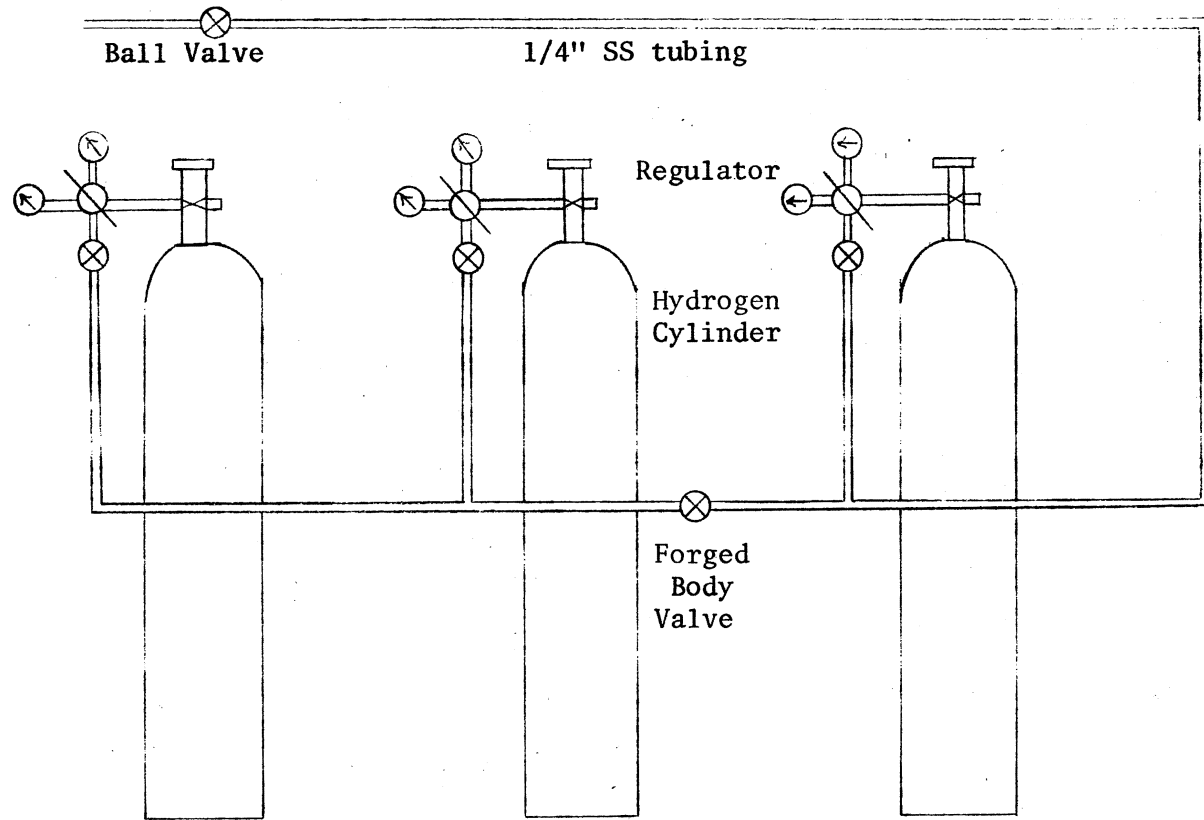 Ball Valve
1/4" SS tubing
Regulator
Hydrogen
Cylinder
Forged
Body
Valve